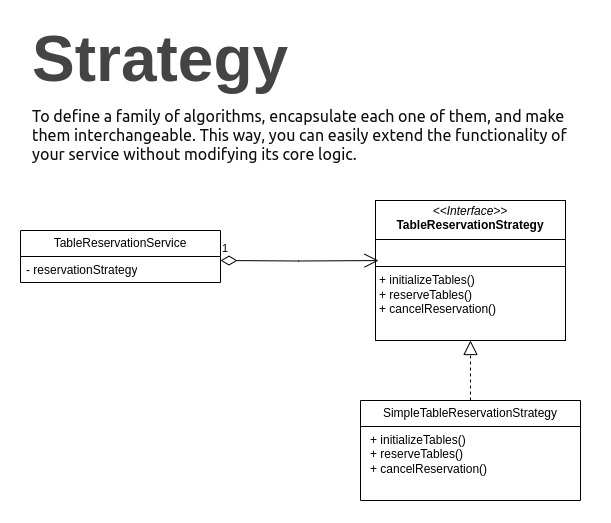 Strategy
To define a family of algorithms, encapsulate each one of them, and make
them interchangeable. This way, you can easily extend the functionality of
your service without modifying its core logic.
<<Interface>>
TableReservationStrategy
TableReservationService
1
- reservationStrategy
+ initializeTables()
+ reserveTables()
+ cancelReservation()
SimpleTableReservationStrategy
+ initializeTables()
+ reserveTables()
+ cancelReservation()